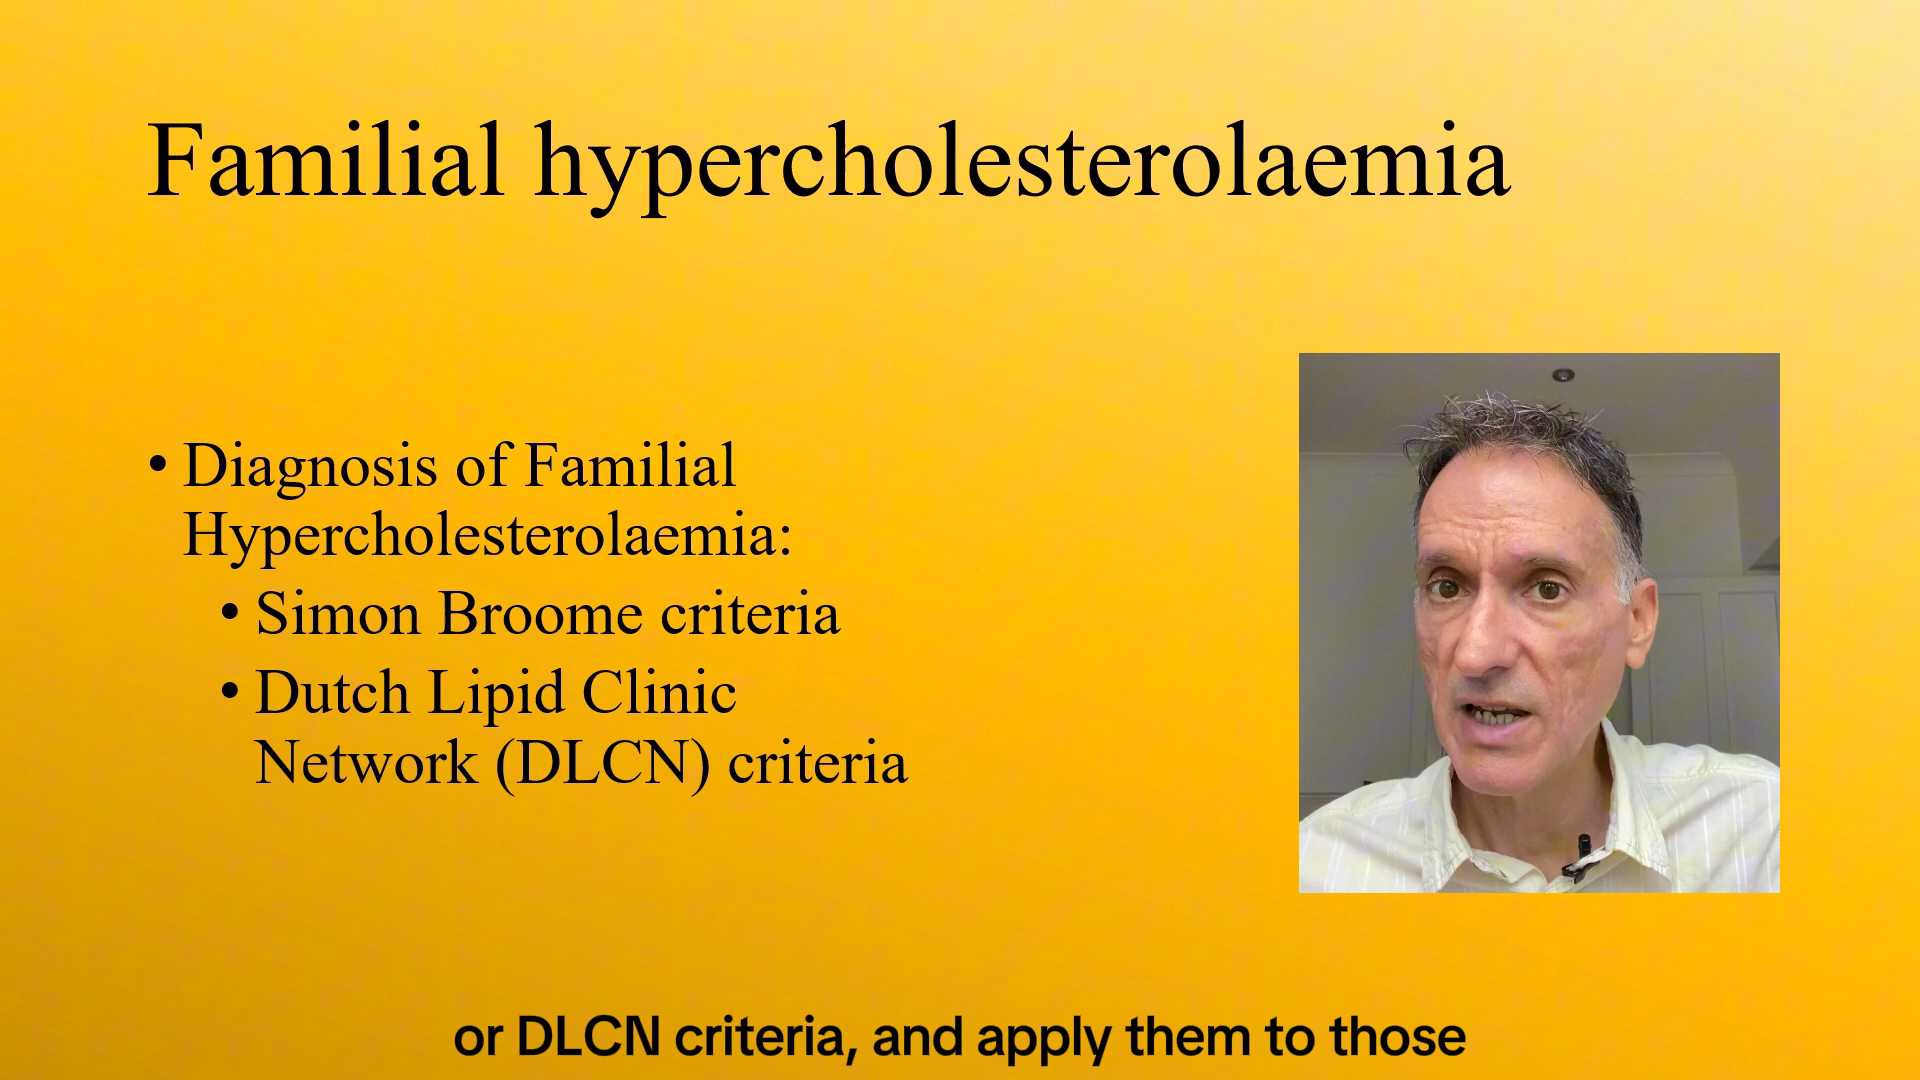 Familial hypercholesterolaemia
• Diagnosis of Familial
Hypercholesterolaemia:
• Simon Broome criteria
• Dutch Lipid Clinic
Network (DLCN) criteria
or DLCN criteria, and apply them to those